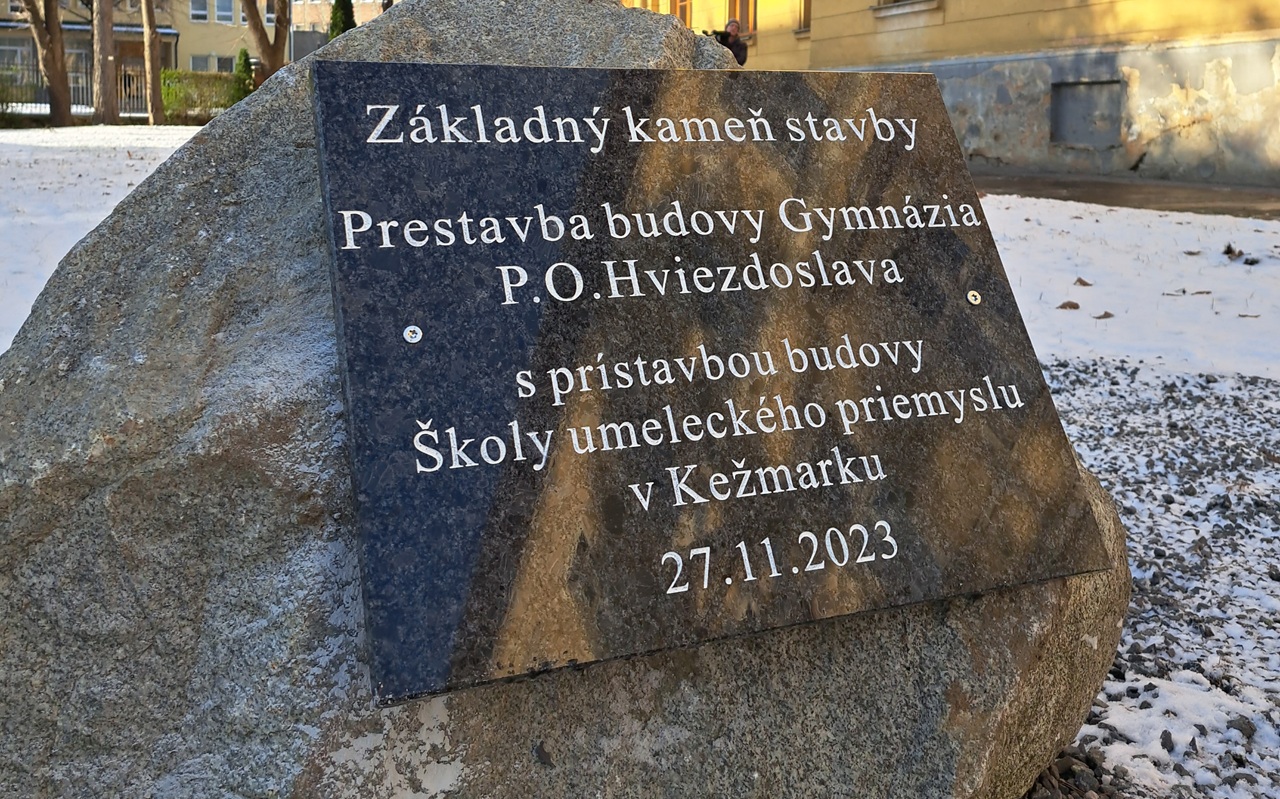 Základný kameň stavby
Prestavba budovy Gymnázia
P.O.Hviezdoslava
s prístavbou budovy
Školy umeleckého priemyslu
v Kežmarku
27.11.2023